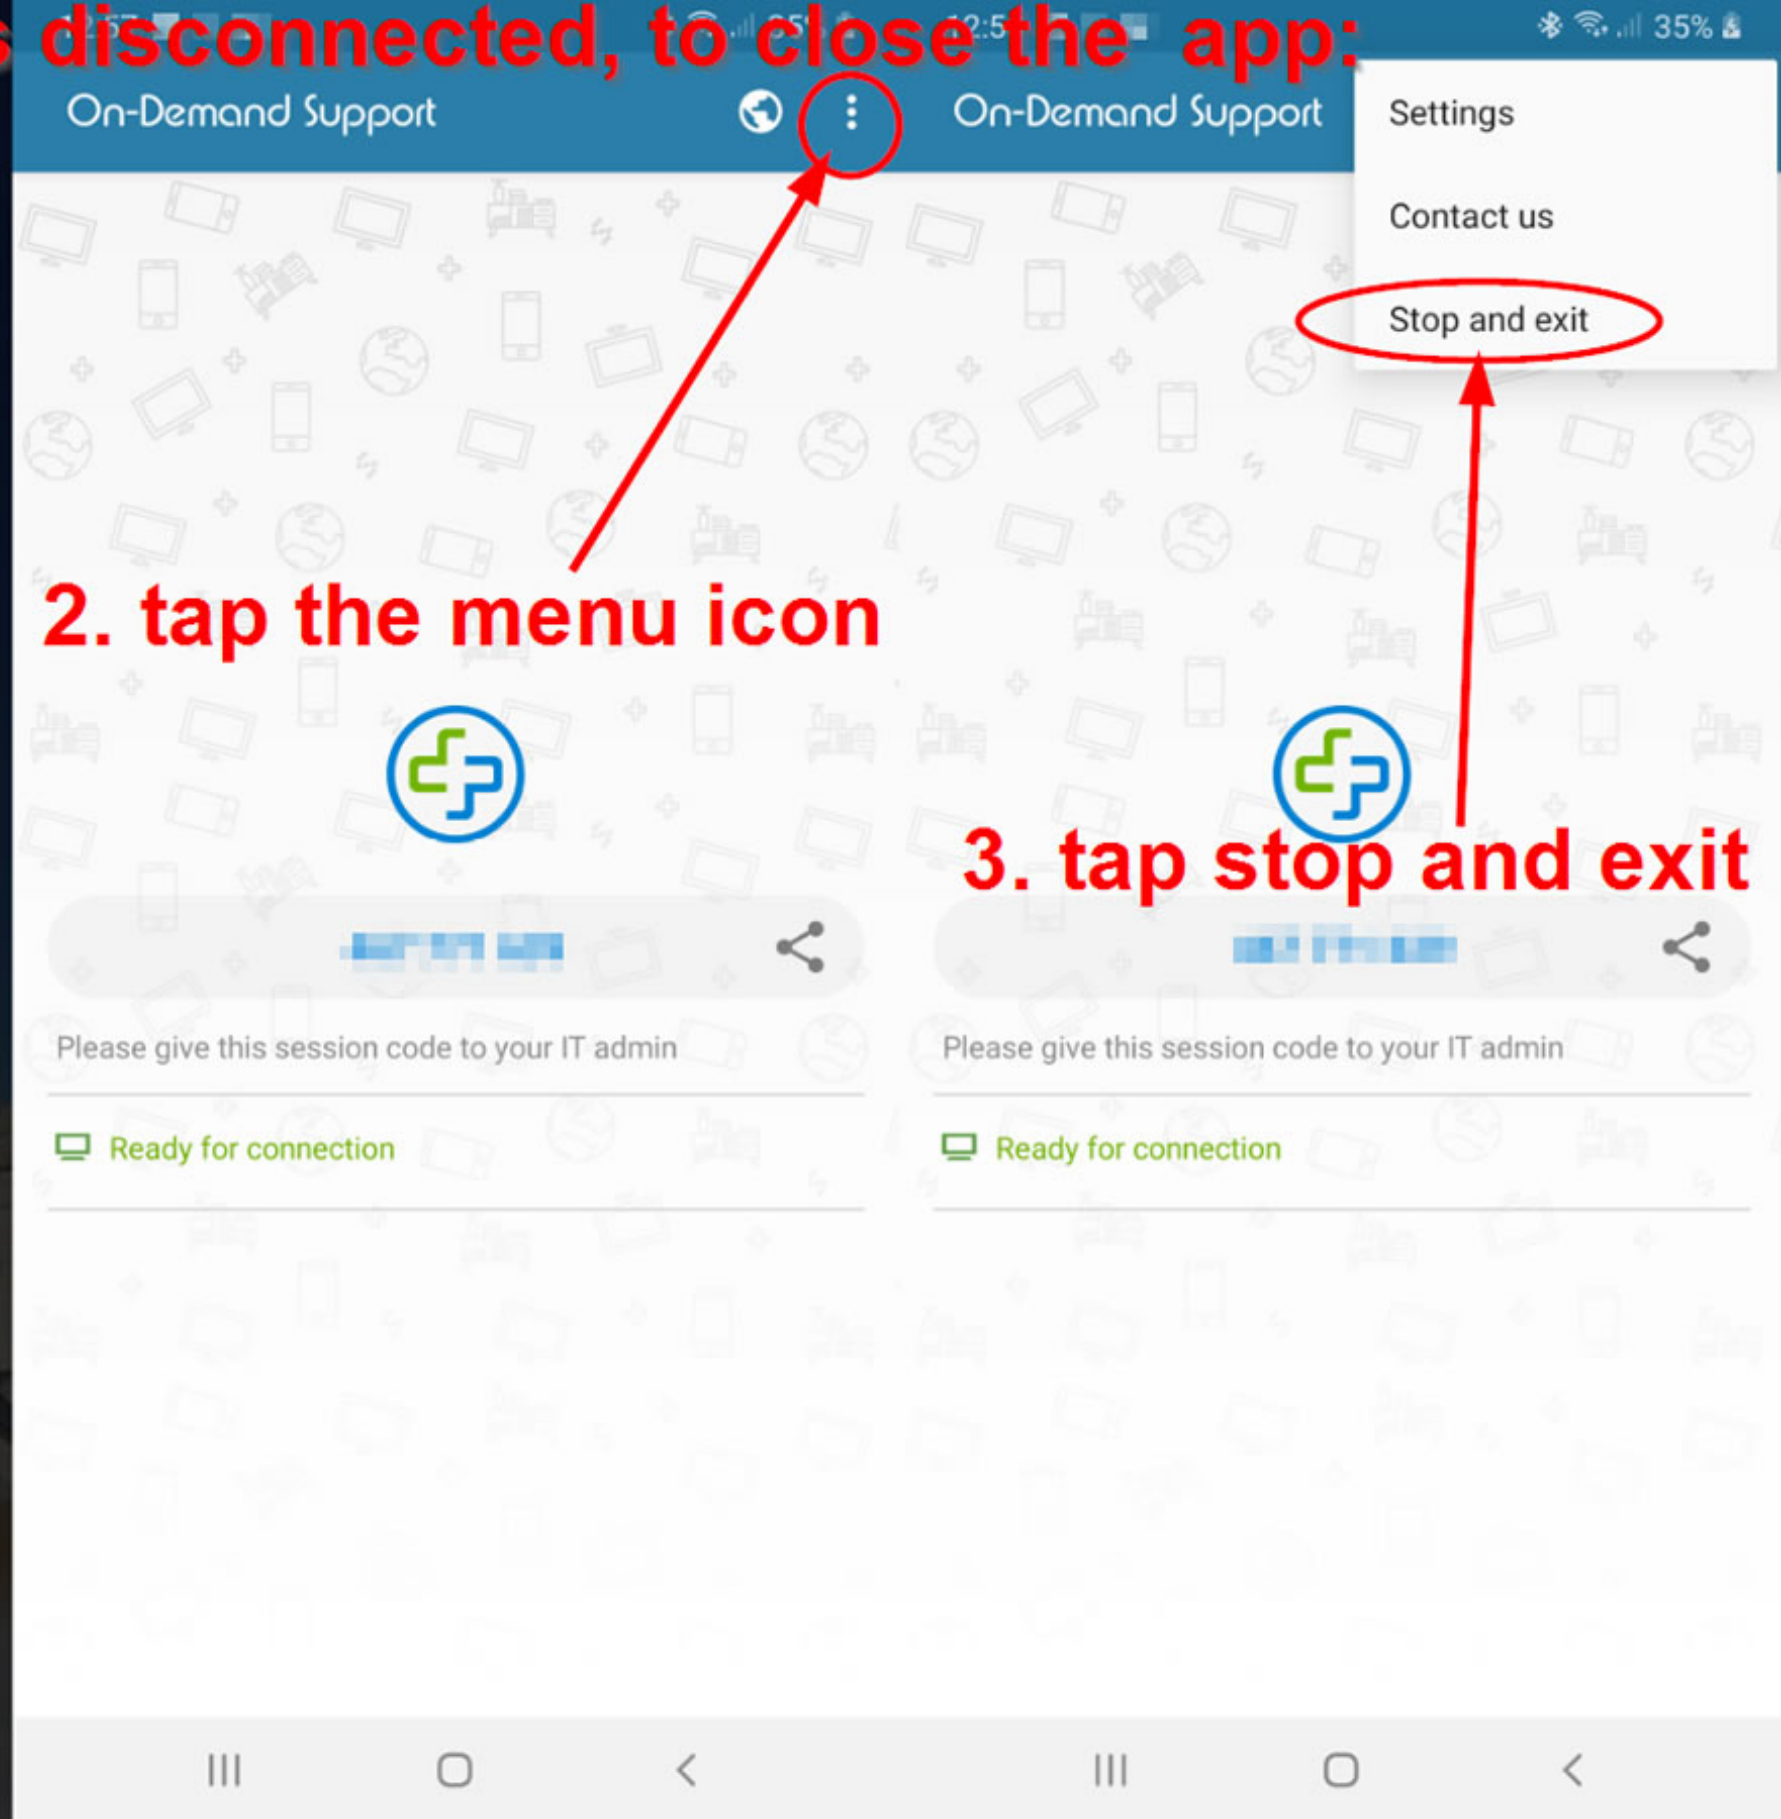 s disconnected, to close the app:
On-Demand Support
2. tap the menu icon
Please give this session code to your IT admin
Ready for connection
35%
On-Demand Support
Settings
Contact us
Stop and exit
3. tap stop and exit
Please give this session code to your IT admin
Ready for connection